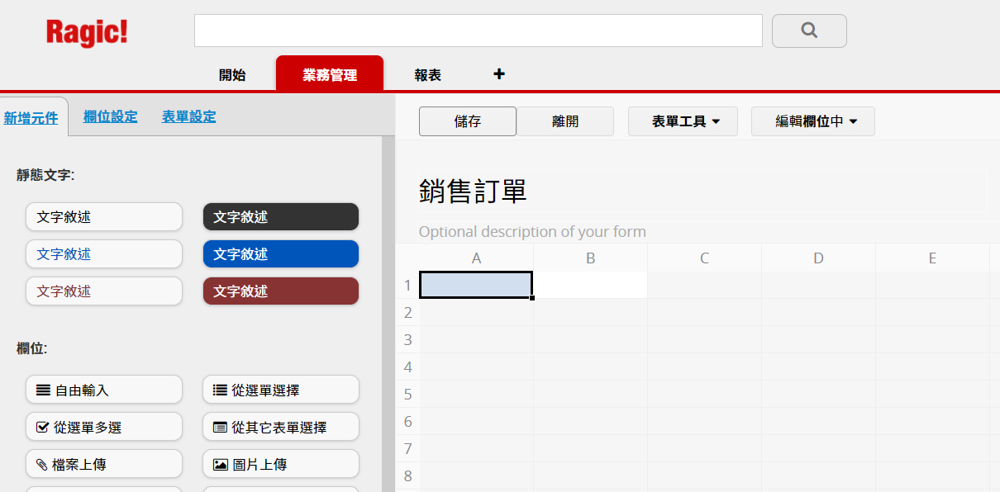 Ragic!
開始 業務管理 報表
新增元件 欄位設定 表單設定
儲存 離開 表單工具 編輯欄位中
靜態文字:
文字敘述 文字敘述
文字敘述 文字敘述
文字敘述 文字敘述
欄位:
自由輸入 從選單選擇
從選單多選 從其它表單選擇
檔案上傳 圖片上傳
銷售訂單
Optional description of your form
A B C D E
1
2
3
4
5
6
7
8